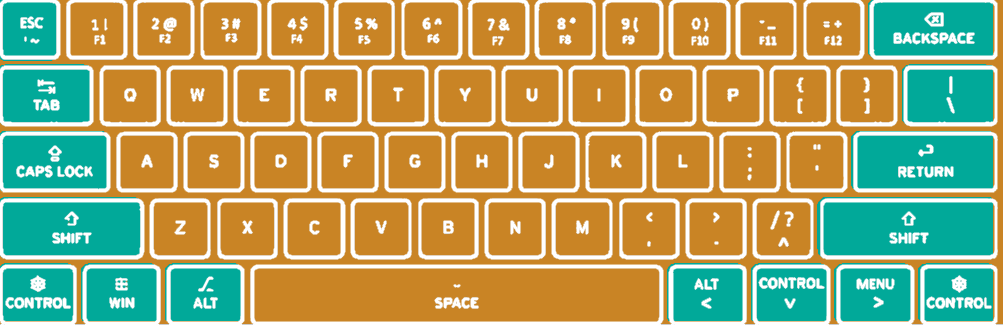 ESC 1 ! 2 @ 3 # 4 $ 5 % 6 ^ 7 & 8 * 9 ( 0 ) - _ = + BACKSPACE
' ~ F1 F2 F3 F4 F5 F6 F7 F8 F9 F10 F11 F12
TAB Q W E R T Y U I O P { [ } ] | \
CAPS LOCK A S D F G H J K L : ; " ' RETURN
SHIFT Z X C V B N M < , > . / ? ^ SHIFT
CONTROL WIN ALT SPACE ALT < CONTROL v MENU > CONTROL